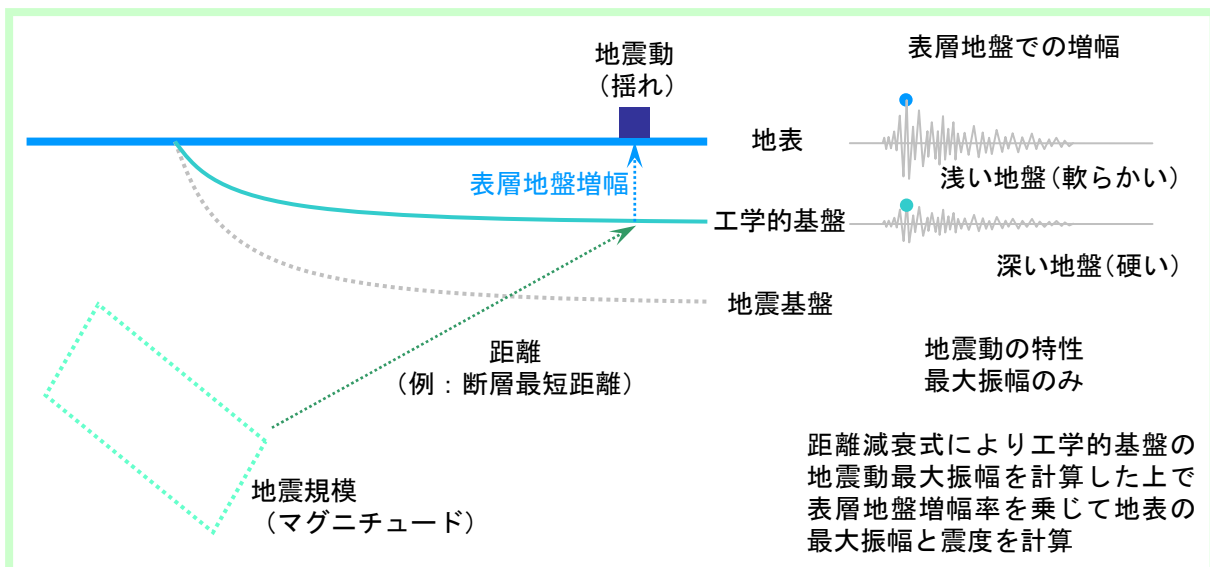 地震動
（揺れ）
表層地盤での増幅
地表
浅い地盤（軟らかい）
表層地盤増幅
工学的基盤
深い地盤（硬い）
地震基盤
距離
（例：断層最短距離）
地震動の特性
最大振幅のみ
地震規模
（マグニチュード）
距離減衰式により工学的基盤の
地震動最大振幅を計算した上で
表層地盤増幅率を乗じて地表の
最大振幅と震度を計算